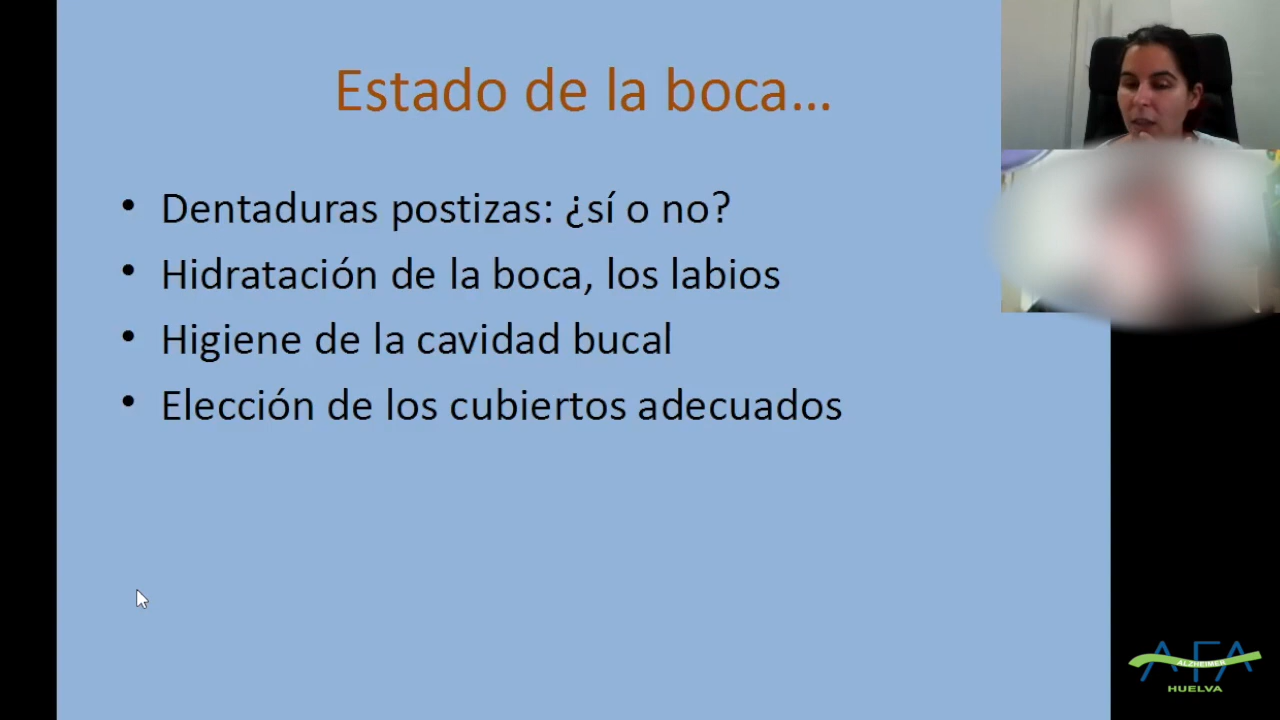 Estado de la boca...
• Dentaduras postizas: ¿sí o no?
• Hidratación de la boca, los labios
• Higiene de la cavidad bucal
• Elección de los cubiertos adecuados
AFA
ALZHEIMER
HUELVA